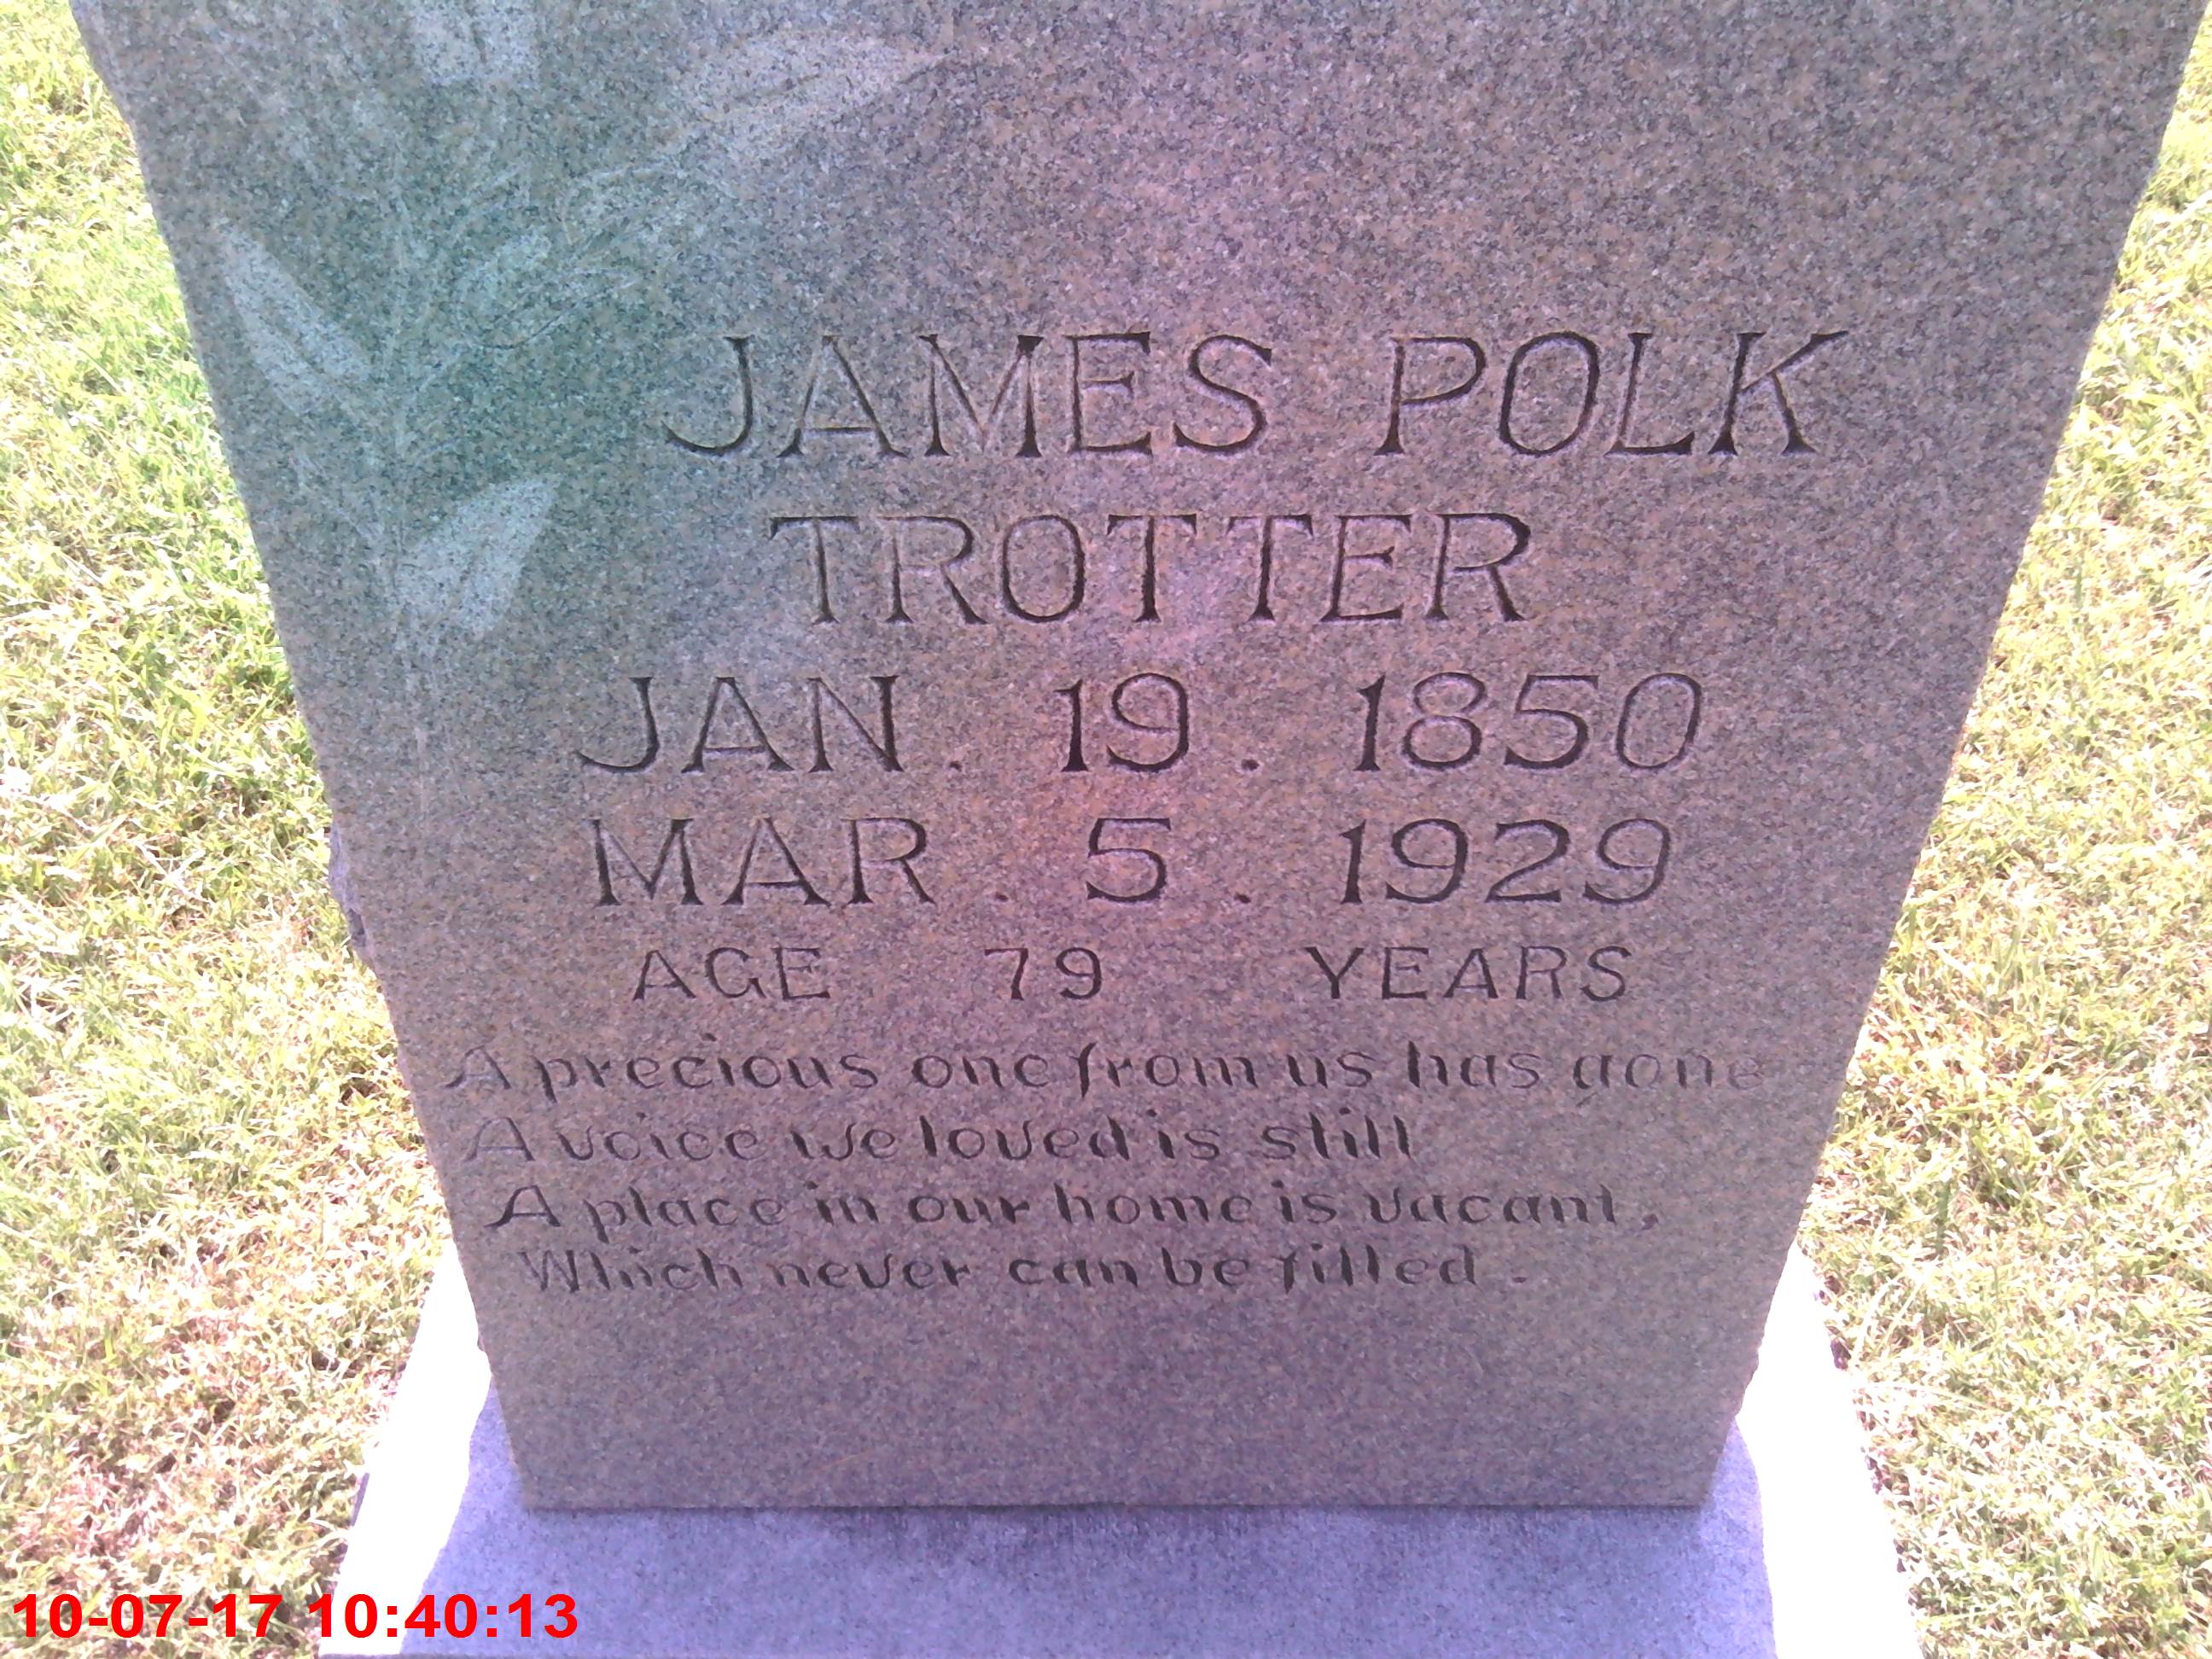 JAMES POLK
TROTTER
JAN. 19. 1850
MAR. 5. 1929
AGE 79 YEARS
A precious one from us has gone
A voice we loved is still
A place in our home is vacant,
Which never can be filled.
10-07-17 10:40:13